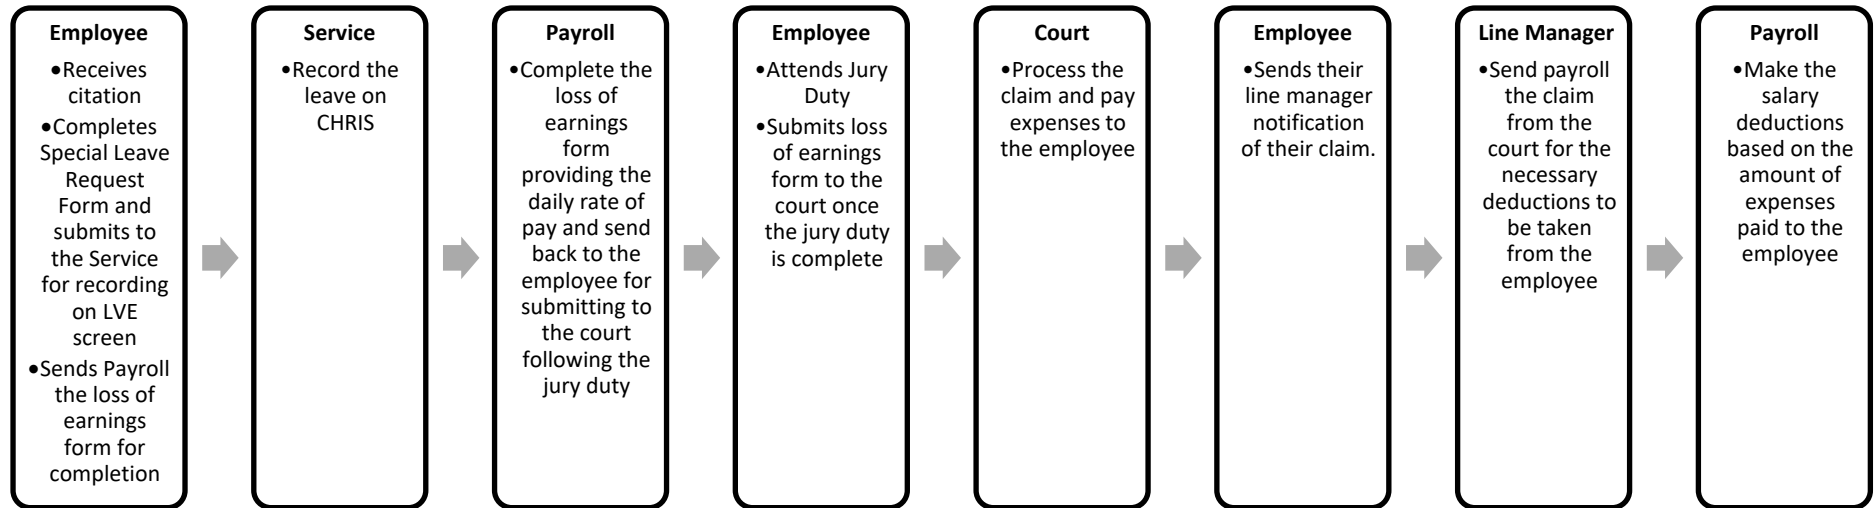 Employee
•Receives
citation
•Completes
Special Leave
Request
Form and
submits to
the Service
for recording
on LVE
screen
•Sends Payroll
the loss of
earnings
form for
completion
Service
•Record the
leave on
CHRIS
Payroll
•Complete the
loss of
earnings
form
providing the
daily rate of
pay and send
back to the
employee for
submitting to
the court
following the
jury duty
Employee
•Attends Jury
Duty
•Submits loss
of earnings
form to the
court once
the jury duty
is complete
Court
•Process the
claim and pay
expenses to
the employee
Employee
•Sends their
line manager
notification
of their claim.
Line Manager
•Send payroll
the claim
from the
court for the
necessary
deductions to
be taken
from the
employee
Payroll
•Make the
salary
deductions
based on the
amount of
expenses
paid to the
employee